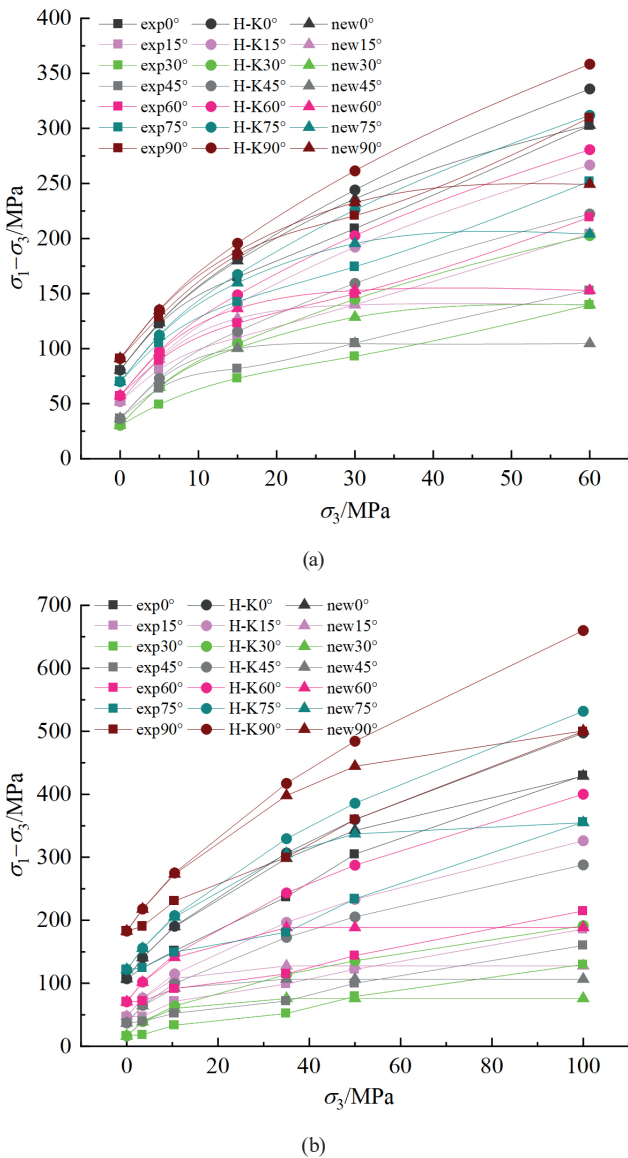 400
350
300
250
200
150
100
50
0
exp0° H-K0° new0°
exp15° H-K15° new15°
exp30° H-K30° new30°
exp45° H-K45° new45°
exp60° H-K60° new60°
exp75° H-K75° new75°
exp90° H-K90° new90°
σ1−σ3/MPa
0 10 20 30 40 50 60
σ3/MPa
(a)
700
600
500
400
300
200
100
0
exp0° H-K0° new0°
exp15° H-K15° new15°
exp30° H-K30° new30°
exp45° H-K45° new45°
exp60° H-K60° new60°
exp75° H-K75° new75°
exp90° H-K90° new90°
σ1−σ3/MPa
0 20 40 60 80 100
σ3/MPa
(b)